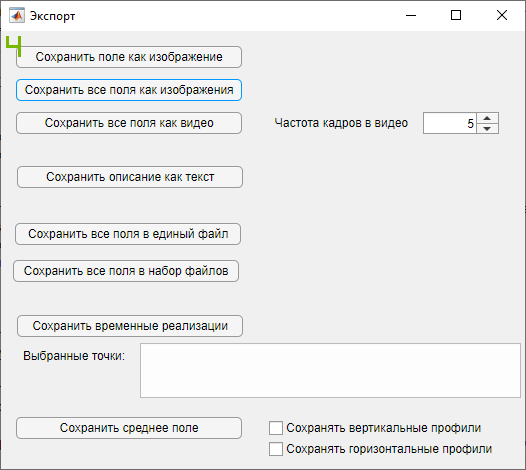 Экспорт
4
Сохранить поле как изображение
Сохранить все поля как изображения
Сохранить все поля как видео Частота кадров в видео 5
Сохранить описание как текст
Сохранить все поля в единый файл
Сохранить все поля в набор файлов
Сохранить временные реализации
Выбранные точки:
Сохранить среднее поле Сохранять вертикальные профили
Сохранять горизонтальные профили